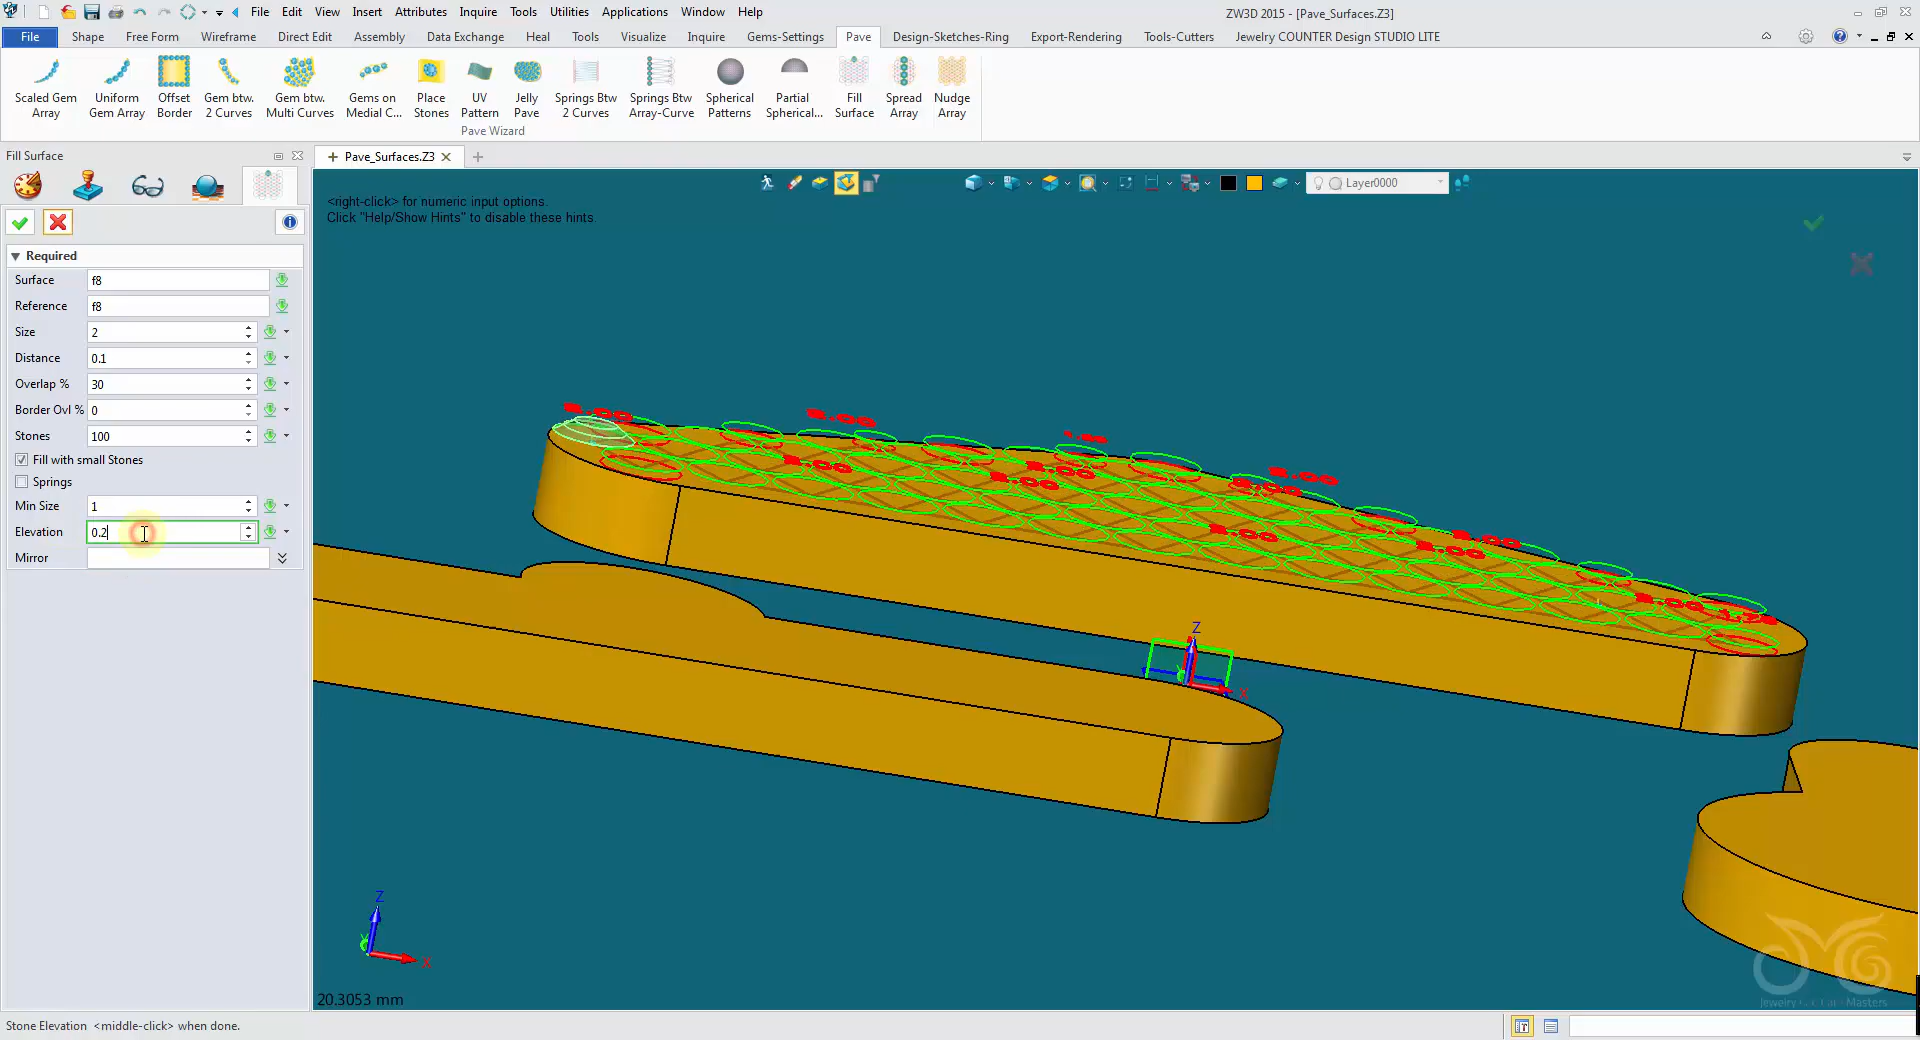 File Edit View Insert Attributes Inquire Tools Utilities Applications Window Help
ZW3D 2015 - [Pave_Surfaces.Z3]
File Shape Free Form Wireframe Direct Edit Assembly Data Exchange Heal Tools Visualize Inquire Gems-Settings Pave Design-Sketches-Ring Export-Rendering Tools-Cutters Jewelry COUNTER Design STUDIO LITE
Scaled Gem Array
Uniform Gem Array
Offset Border
Gem btw. 2 Curves
Gem btw. Multi Curves
Gems on Medial C...
Place Stones
UV Pattern
Jelly Pave
Springs Btw 2 Curves
Springs Btw Array-Curve
Spherical Patterns
Partial Spherical...
Fill Surface
Spread Array
Nudge Array
Pave Wizard
Fill Surface
Pave_Surfaces.Z3
Layer0000
<right-click> for numeric input options.
Click "Help/Show Hints" to disable these hints.
Required
Surface f8
Reference f8
Size 2
Distance 0.1
Overlap % 30
Border Ovl % 0
Stones 100
Fill with small Stones
Springs
Min Size 1
Elevation 0.2
Mirror
Z
X
Z
X
20.3053 mm
Stone Elevation <middle-click> when done.